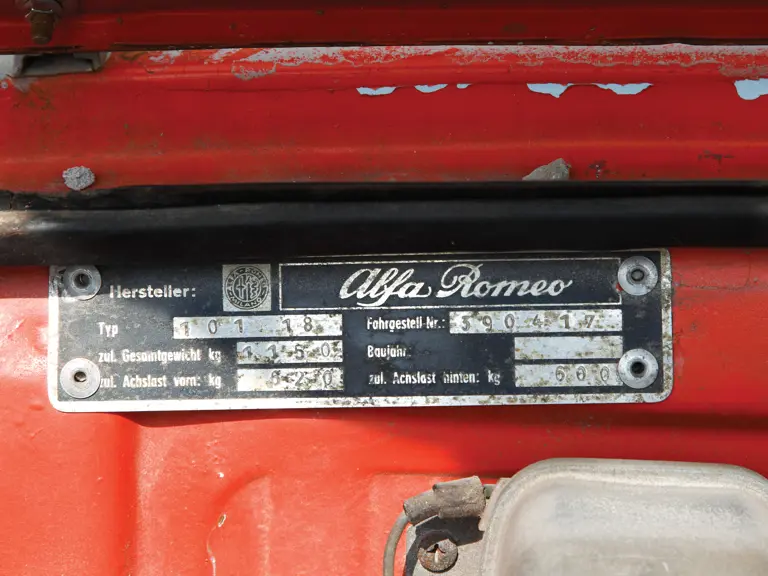 Hersteller: Alfa Romeo
Typ 101.18 Fahrgestell-Nr.: 390417
zul. Gesamtgewicht kg 1150 Baujahr:
zul. Achslast vorn: kg 620 zul. Achslast hinten: kg 600